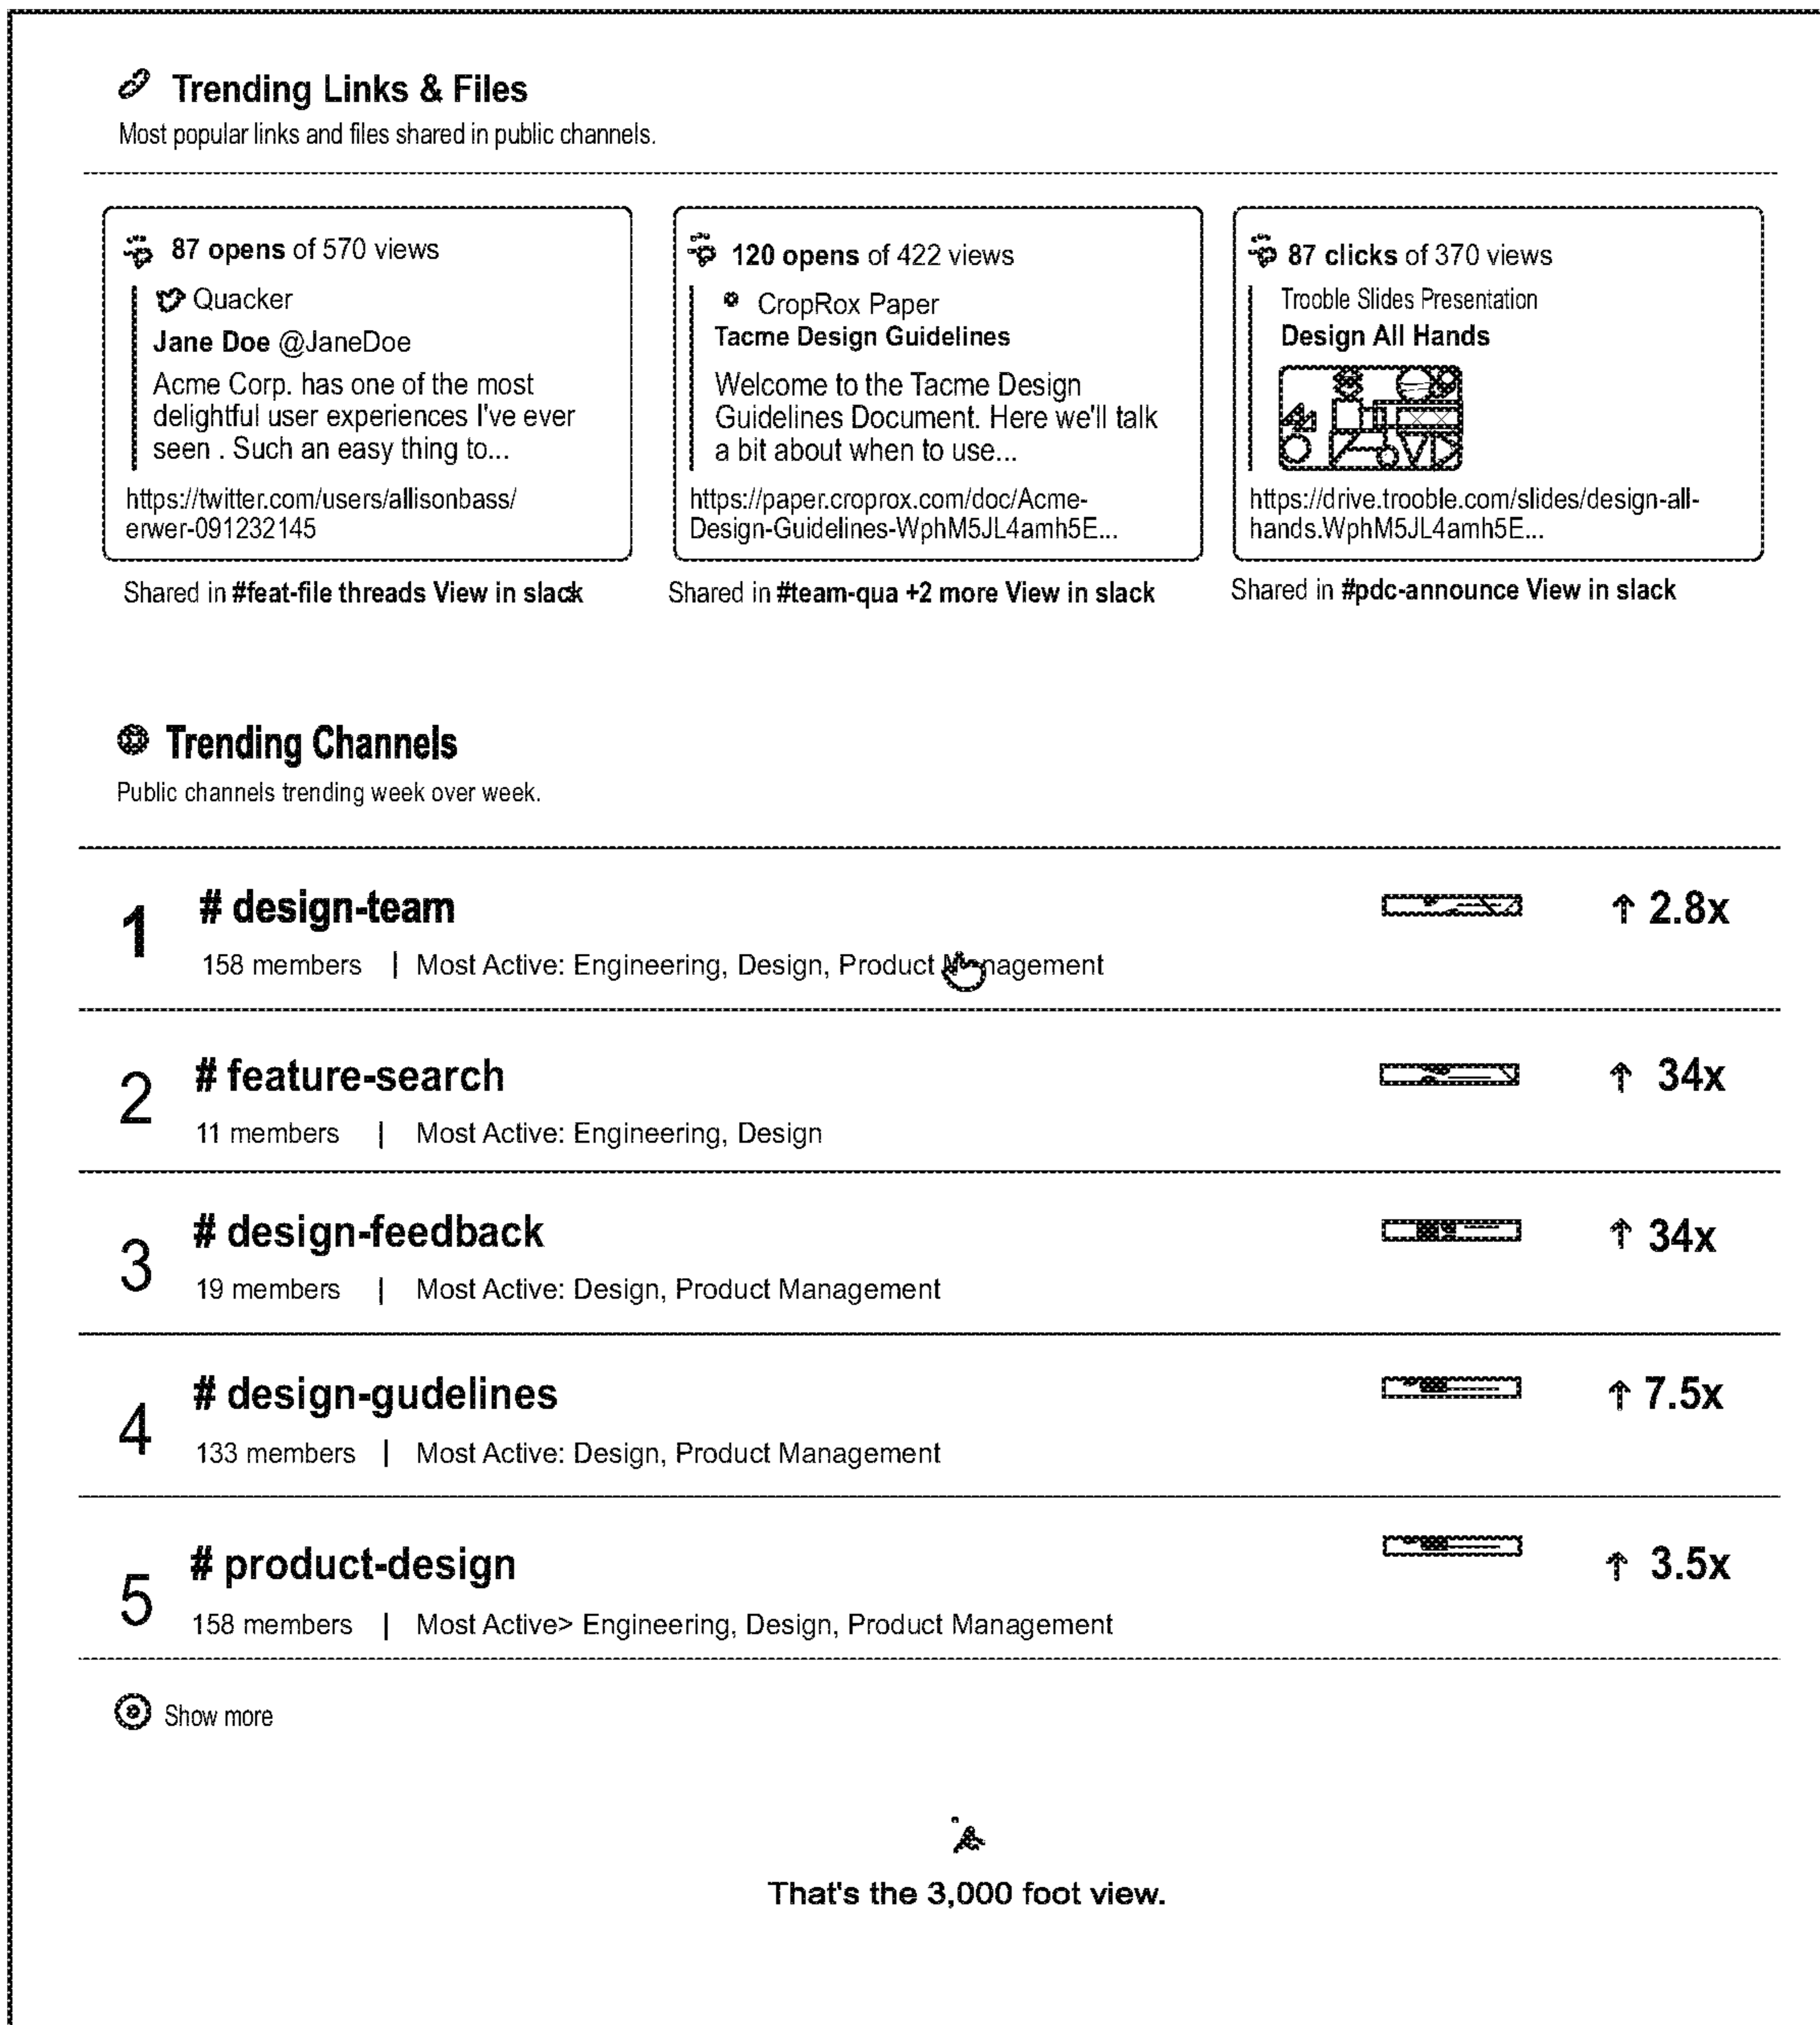 Trending Links & Files
Most popular links and files shared in public channels.
87 opens of 570 views
Quacker
Jane Doe @JaneDoe
Acme Corp. has one of the most
delightful user experiences I've ever
seen . Such an easy thing to...
https://twitter.com/users/allisonbass/
erwer-091232145
Shared in #feat-file threads View in slack
120 opens of 422 views
CropRox Paper
Tacme Design Guidelines
Welcome to the Tacme Design
Guidelines Document. Here we'll talk
a bit about when to use...
https://paper.croprox.com/doc/Acme-
Design-Guidelines-WphM5JL4amh5E...
Shared in #team-qua +2 more View in slack
87 clicks of 370 views
Trooble Slides Presentation
Design All Hands
https://drive.trooble.com/slides/design-all-
hands.WphM5JL4amh5E...
Shared in #pdc-announce View in slack
Trending Channels
Public channels trending week over week.
1 # design-team ↑ 2.8x
158 members | Most Active: Engineering, Design, Product Management
2 # feature-search ↑ 34x
11 members | Most Active: Engineering, Design
3 # design-feedback ↑ 34x
19 members | Most Active: Design, Product Management
4 # design-gudelines ↑ 7.5x
133 members | Most Active: Design, Product Management
5 # product-design ↑ 3.5x
158 members | Most Active> Engineering, Design, Product Management
Show more
That's the 3,000 foot view.